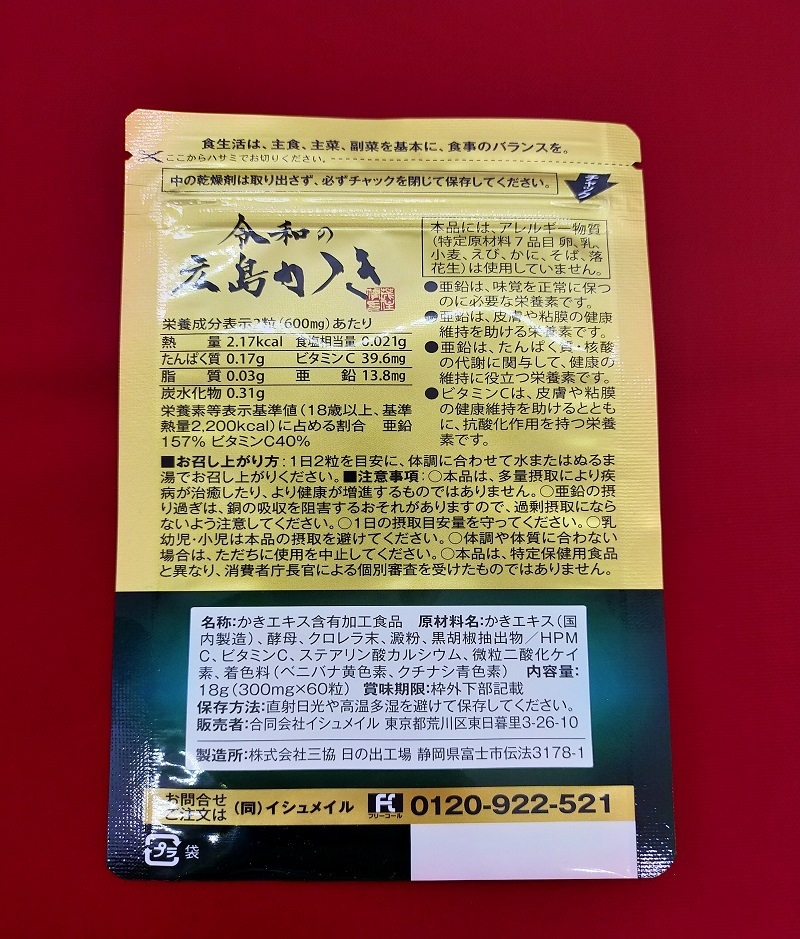 食生活は、主食、主菜、副菜を基本に、食事のバランスを。
ここからハサミでお切りください。
中の乾燥剤は取り出さず、必ずチャックを閉じて保存してください。
チャック
令和の
広島かき
本品には、アレルギー物質
(特定原材料7品目 卵、乳、
小麦、えび、かに、そば、落
花生)は使用していません。
●亜鉛は、味覚を正常に保つ
のに必要な栄養素です。
●亜鉛は、皮膚や粘膜の健康
維持を助ける栄養素です。
●亜鉛は、たんぱく質・核酸
の代謝に関与して、健康の
維持に役立つ栄養素です。
●ビタミンCは、皮膚や粘膜
の健康維持を助けるととも
に、抗酸化作用を持つ栄養
素です。
栄養成分表示2粒(600mg)あたり
熱 量 2.17kcal 食塩相当量 0.021g
たんぱく質 0.17g ビタミンC 39.6mg
脂 質 0.03g 亜 鉛 13.8mg
炭水化物 0.31g
栄養素等表示基準値(18歳以上、基準
熱量2,200kcal)に占める割合 亜鉛
157% ビタミンC40%
■お召し上がり方：1日2粒を目安に、体調に合わせて水またはぬるま
湯でお召し上がりください。■注意事項：○本品は、多量摂取により疾
病が治癒したり、より健康が増進するものではありません。○亜鉛の摂
り過ぎは、銅の吸収を阻害するおそれがありますので、過剰摂取になら
ないよう注意してください。○1日の摂取目安量を守ってください。○乳
幼児・小児は本品の摂取を避けてください。○体調や体質に合わない
場合は、ただちに使用を中止してください。○本品は、特定保健用食品
と異なり、消費者庁長官による個別審査を受けたものではありません。
名称:かきエキス含有加工食品 原材料名:かきエキス(国
内製造)、酵母、クロレラ末、澱粉、黒胡椒抽出物／HPM
C、ビタミンC、ステアリン酸カルシウム、微粒二酸化ケイ
素、着色料(ベニバナ黄色素、クチナシ青色素) 内容量:
18g(300mg×60粒) 賞味期限:枠外下部記載
保存方法:直射日光や高温多湿を避けて保存してください。
販売者:合同会社イシュメイル 東京都荒川区東日暮里3-26-10
製造所:株式会社三協 日の出工場 静岡県富士市伝法3178-1
お問合せ
ご注文は (同)イシュメイル フリーコール 0120-922-521
プラ 袋